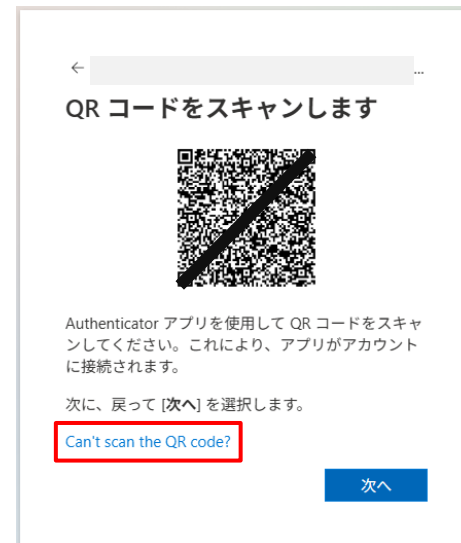 ←
...
QR コードをスキャンします
Authenticator アプリを使用して QR コードをスキャ
ンしてください。これにより、アプリがアカウント
に接続されます。
次に、戻って [次へ] を選択します。
Can't scan the QR code?
次へ